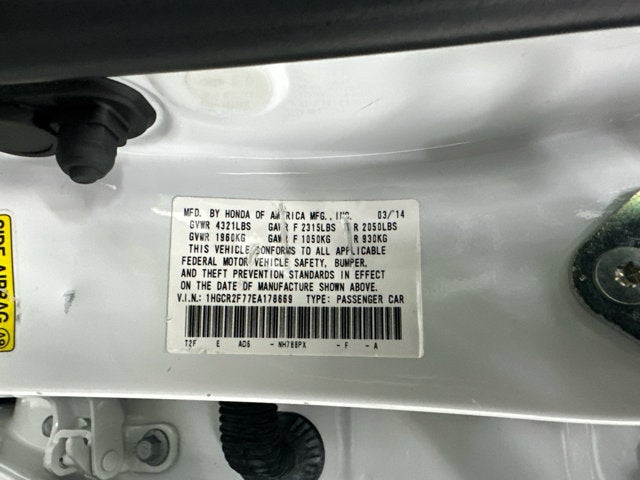 MFD. BY HONDA OF AMERICA MFG., INC. 03/14
GVWR 4321LBS GAWR F 2315LBS R 2050LBS
GVWR 1960KG GAWR F 1050KG R 930KG
THIS VEHICLE CONFORMS TO ALL APPLICABLE
FEDERAL MOTOR VEHICLE SAFETY, BUMPER,
AND THEFT PREVENTION STANDARDS IN EFFECT
ON THE DATE OF MANUFACTURE SHOWN ABOVE.
V.I.N.: 1HGCR2F77EA178669 TYPE: PASSENGER CAR
T2F E AD6 - NH788PX - F - A
SIDE AIRBAG